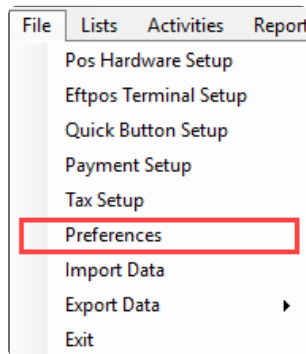 File Lists Activities Report
Pos Hardware Setup
Eftpos Terminal Setup
Quick Button Setup
Payment Setup
Tax Setup
Preferences
Import Data
Export Data
Exit